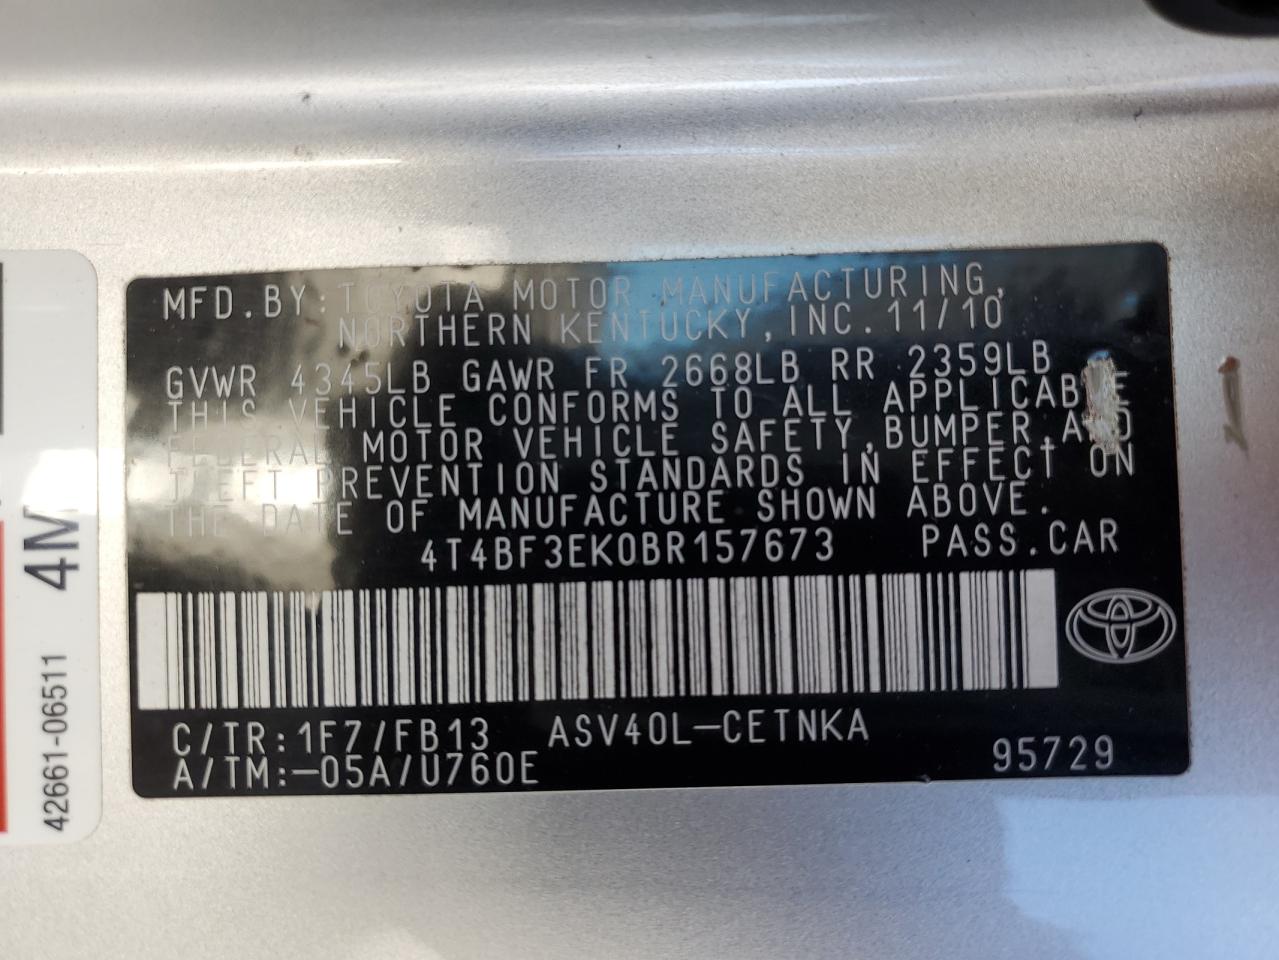 MFD.BY:TOYOTA MOTOR MANUFACTURING,
NORTHERN KENTUCKY,INC.11/10
GVWR 4345LB GAWR FR 2668LB RR 2359LB
THIS VEHICLE CONFORMS TO ALL APPLICABLE
FEDERAL MOTOR VEHICLE SAFETY,BUMPER,AND
THEFT PREVENTION STANDARDS IN EFFECT ON
THE DATE OF MANUFACTURE SHOWN ABOVE.
4T4BF3EK0BR157673 PASS.CAR
C/TR:1F7/FB13 ASV40L-CETNKA
A/TM:-05A/U760E 95729
42661-06511 4M